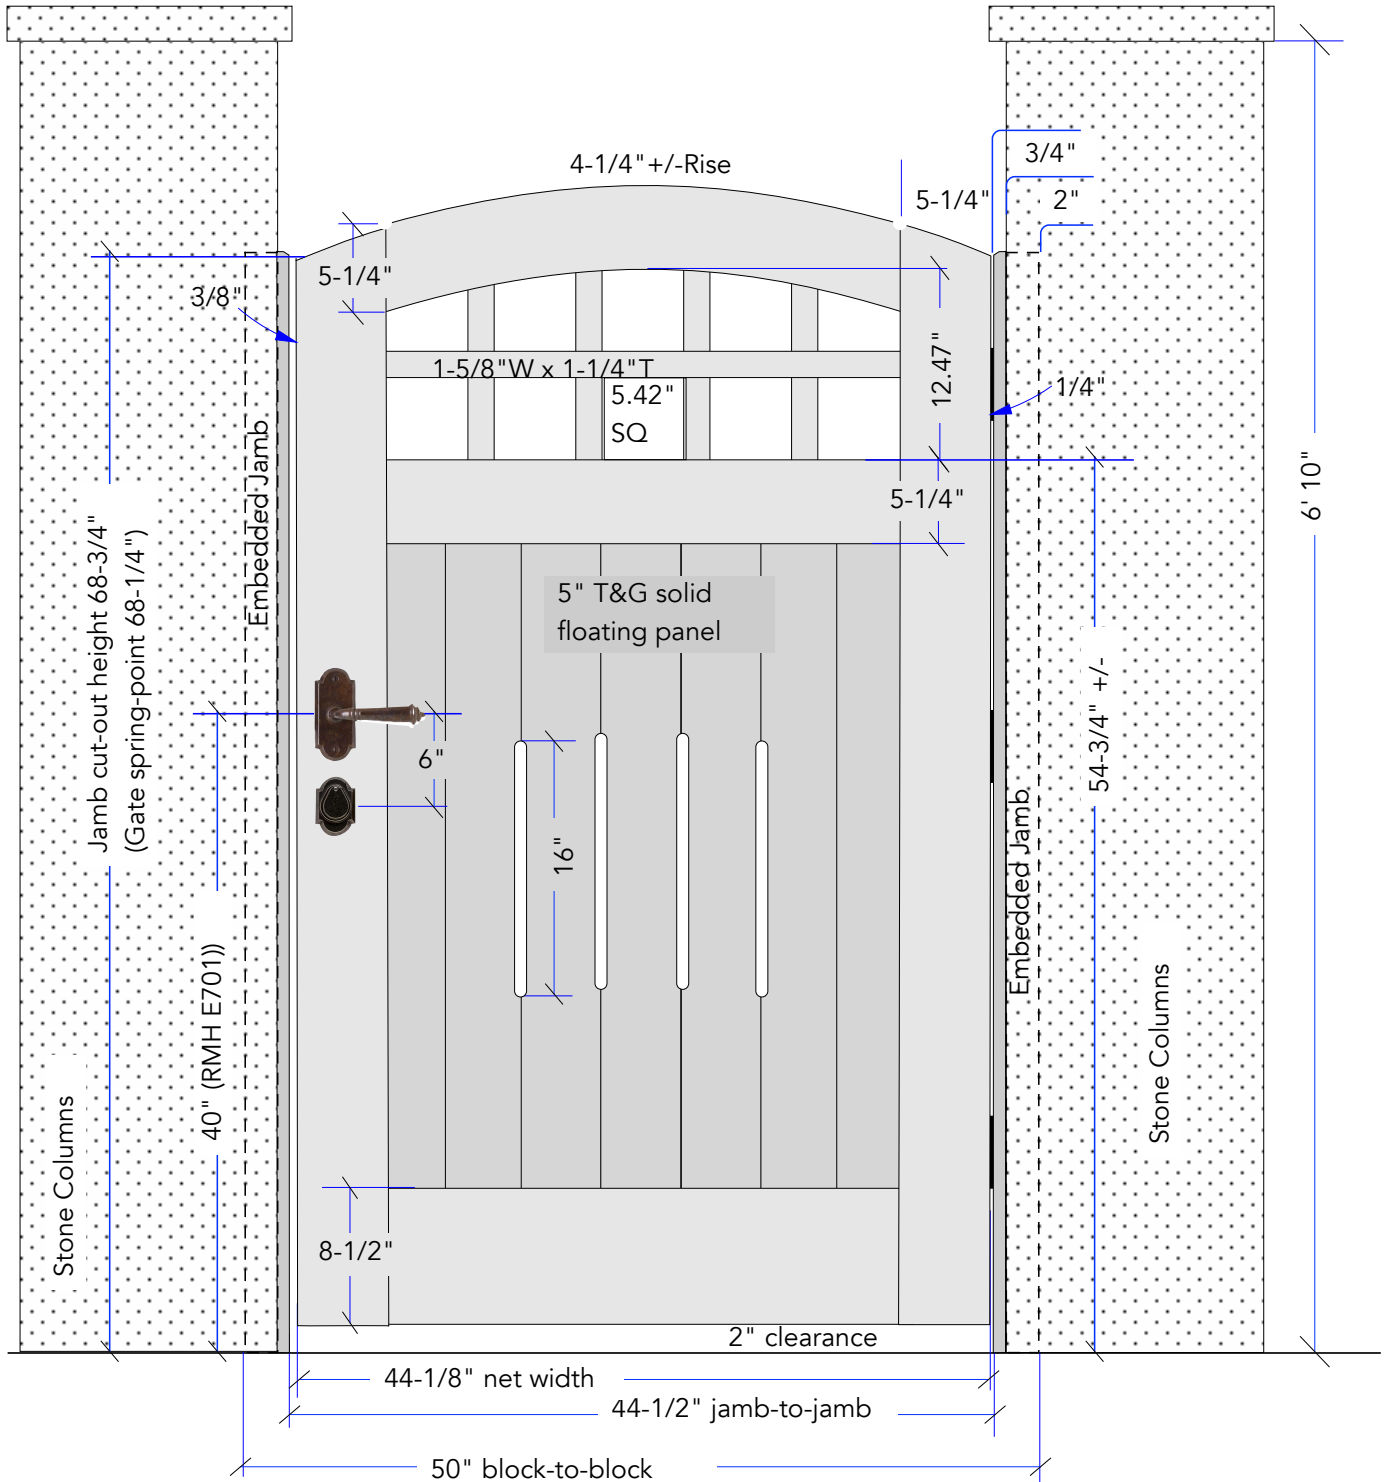 4-1/4"+/-Rise
3/4"
5-1/4"
2"
5-1/4"
3/8"
1-5/8"W x 1-1/4"T
5.42"
SQ
12.47"
1/4"
Embedded Jamb
6' 10"
5-1/4"
Jamb cut-out height 68-3/4"
(Gate spring-point 68-1/4")
5" T&G solid
floating panel
54-3/4" +/-
6"
16"
Embedded Jamb
40" (RMH E701))
Stone Columns
Stone Columns
8-1/2"
2" clearance
44-1/8" net width
44-1/2" jamb-to-jamb
50" block-to-block